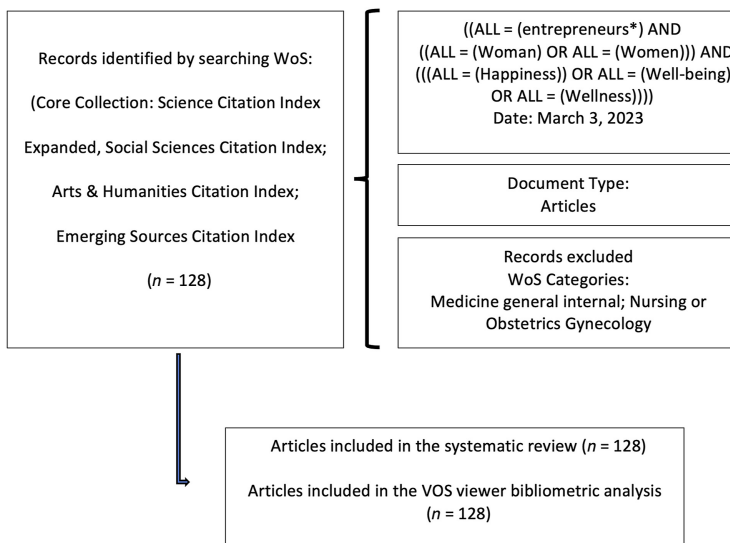 Records identified by searching WoS:
(Core Collection: Science Citation Index
Expanded, Social Sciences Citation Index;
Arts & Humanities Citation Index;
Emerging Sources Citation Index
(n = 128)
((ALL = (entrepreneurs*) AND
((ALL = (Woman) OR ALL = (Women))) AND
(((ALL = (Happiness)) OR ALL = (Well-being)
OR ALL = (Wellness))))
Date: March 3, 2023
Document Type:
Articles
Records excluded
WoS Categories:
Medicine general internal; Nursing or
Obstetrics Gynecology
Articles included in the systematic review (n = 128)
Articles included in the VOS viewer bibliometric analysis
(n = 128)